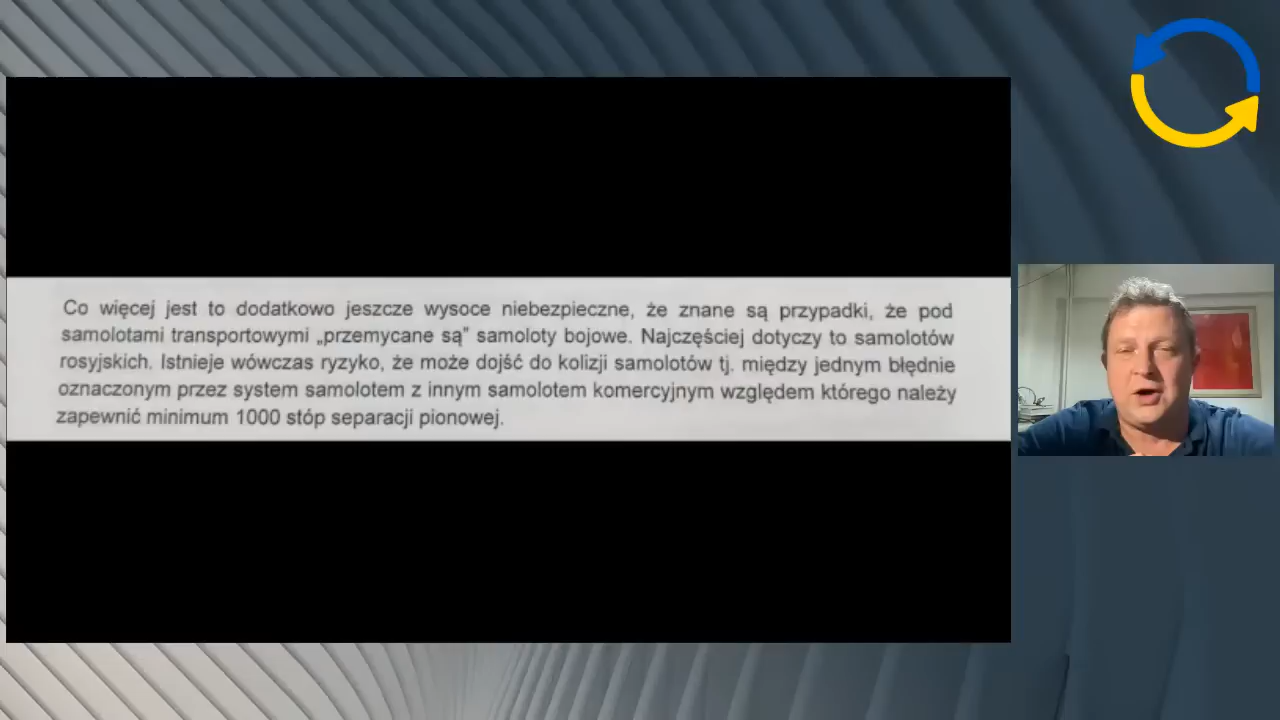 Co więcej jest to dodatkowo jeszcze wysoce niebezpieczne, że znane są przypadki, że pod
samolotami transportowymi „przemycane są” samoloty bojowe. Najczęściej dotyczy to samolotów
rosyjskich. Istnieje wówczas ryzyko, że może dojść do kolizji samolotów tj. między jednym błędnie
oznaczonym przez system samolotem z innym samolotem komercyjnym względem którego należy
zapewnić minimum 1000 stóp separacji pionowej.